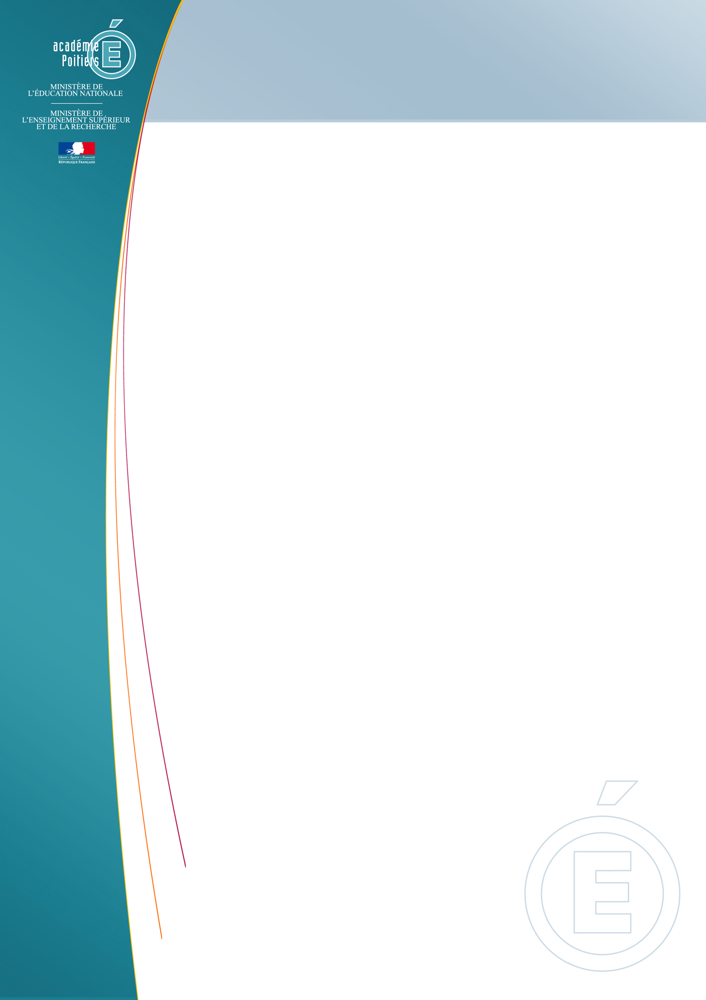 académie
Poitiers
É
MINISTÈRE DE
L'ÉDUCATION NATIONALE
MINISTÈRE DE
L'ENSEIGNEMENT SUPÉRIEUR
ET DE LA RECHERCHE
Liberté • Égalité • Fraternité
RÉPUBLIQUE FRANÇAISE
É